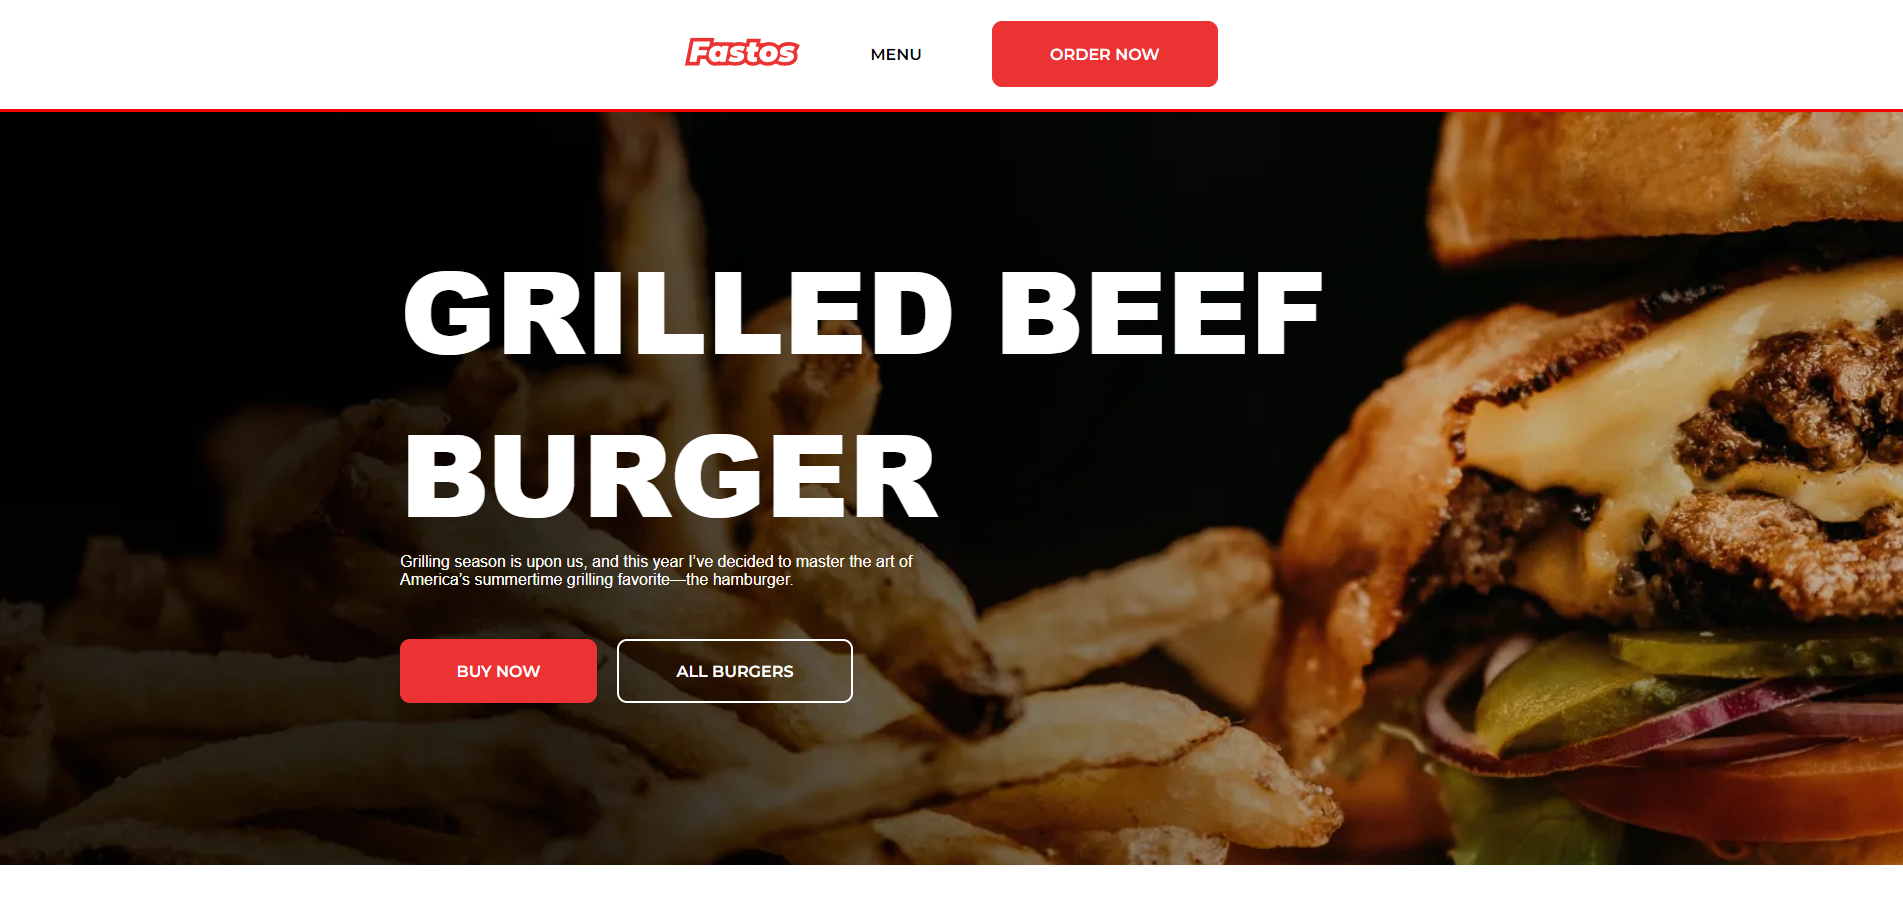 Fastos
MENU
ORDER NOW
GRILLED BEEF
BURGER
Grilling season is upon us, and this year I’ve decided to master the art of
America’s summertime grilling favorite—the hamburger.
BUY NOW
ALL BURGERS